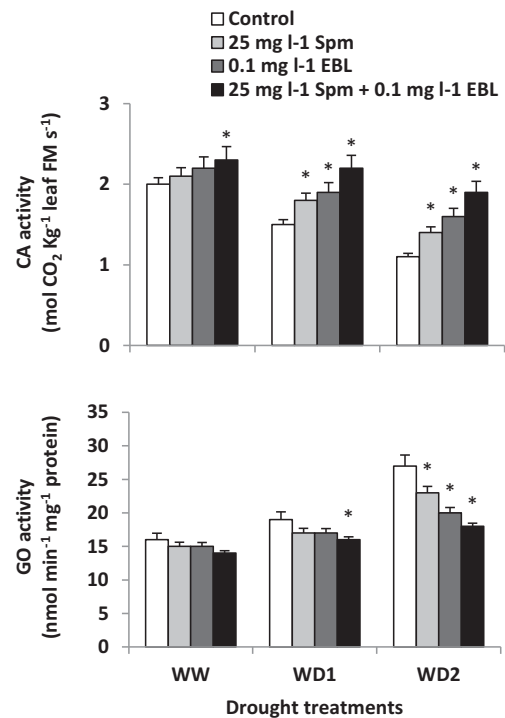 Control
25 mg l-1 Spm
0.1 mg l-1 EBL
25 mg l-1 Spm + 0.1 mg l-1 EBL
CA activity
(mol CO₂ Kg⁻¹ leaf FM s⁻¹)
3
2
1
0
*
* * *
* * *
GO activity
(nmol min⁻¹ mg⁻¹ protein)
35
30
25
20
15
10
5
0
*
* * *
WW WD1 WD2
Drought treatments